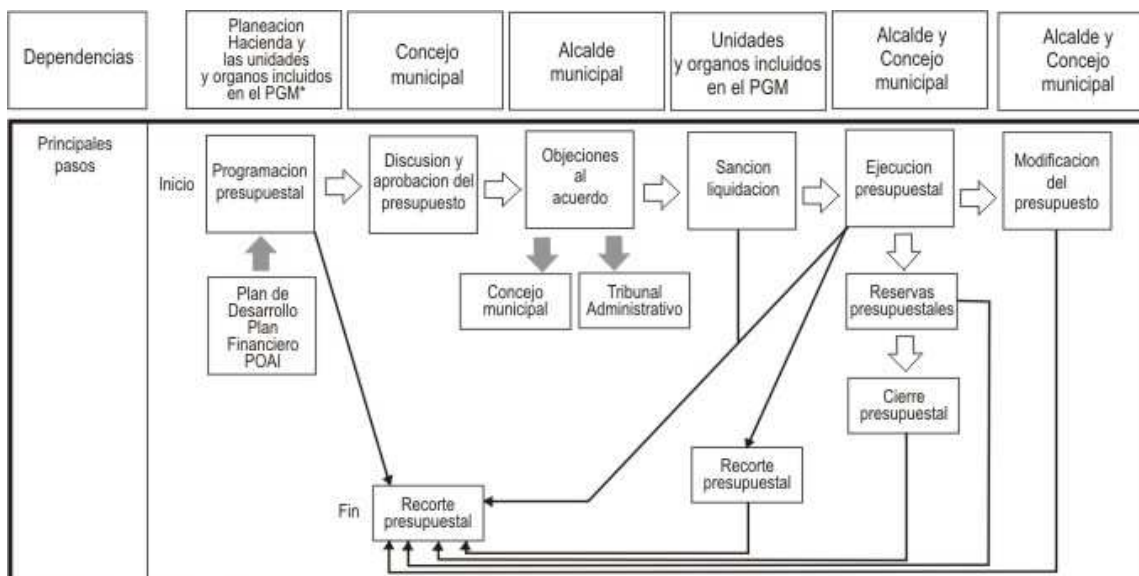 Dependencias
Planeacion
Hacienda y
las unidades
y organos incluidos
en el PGM*
Concejo
municipal
Alcalde
municipal
Unidades
y organos incluidos
en el PGM
Alcalde y
Concejo
municipal
Alcalde y
Concejo
municipal
Principales
pasos
Inicio
Programacion
presupuestal
Discusion y
aprobacion del
presupuesto
Objeciones
al
acuerdo
Sancion
liquidacion
Ejecucion
presupuestal
Modificacion
del
presupuesto
Plan de
Desarrollo
Plan
Financiero
POAI
Concejo
municipal
Tribunal
Administrativo
Reservas
presupuestales
Cierre
presupuestal
Recorte
presupuestal
Fin
Recorte
presupuestal